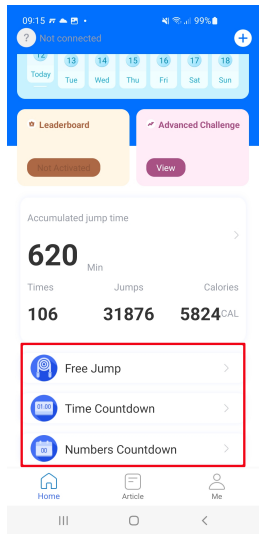 09:15
99%
? Not connected
12 13 14 15 16 17 18
Today Tue Wed Thu Fri Sat Sun
Leaderboard
Advanced Challenge
Not Activated
View
Accumulated jump time
620 Min
Times Jumps Calories
106 31876 5824 CAL
Free Jump
01:00
Time Countdown
00
Numbers Countdown
Home Article Me